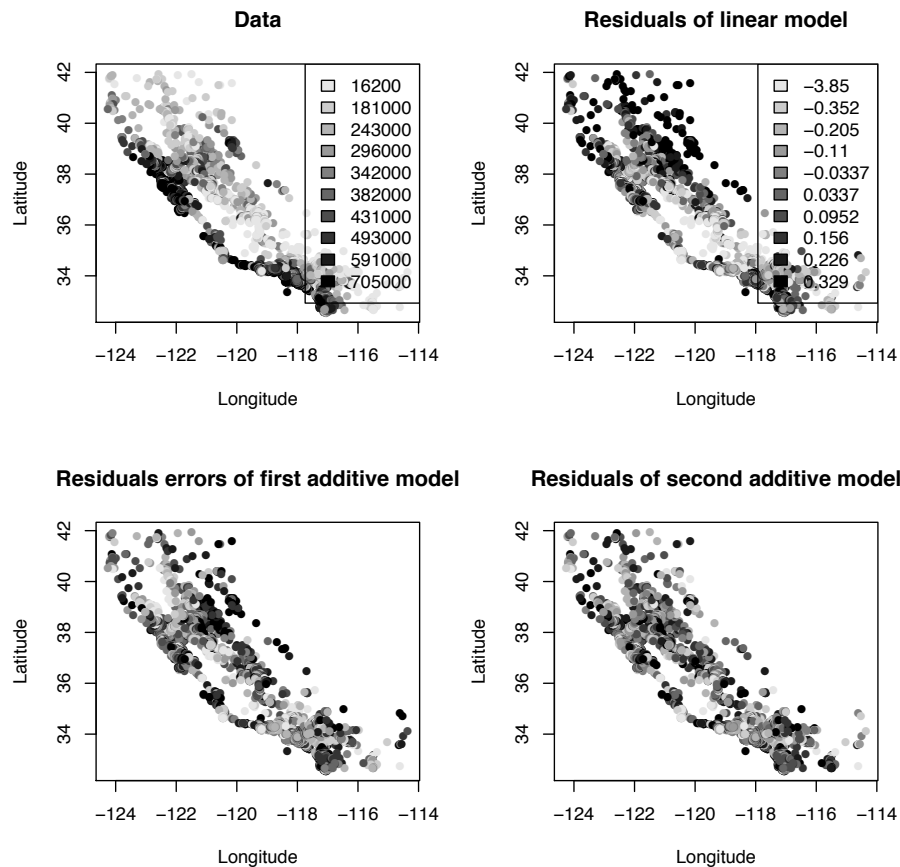 Data
42
40
38
36
34
Latitude
−124 −122 −120 −118 −116 −114
Longitude
16200
181000
243000
296000
342000
382000
431000
493000
591000
705000
Residuals of linear model
42
40
38
36
34
Latitude
−124 −122 −120 −118 −116 −114
Longitude
−3.85
−0.352
−0.205
−0.11
−0.0337
0.0337
0.0952
0.156
0.226
0.329
Residuals errors of first additive model
42
40
38
36
34
Latitude
−124 −122 −120 −118 −116 −114
Longitude
Residuals of second additive model
42
40
38
36
34
Latitude
−124 −122 −120 −118 −116 −114
Longitude